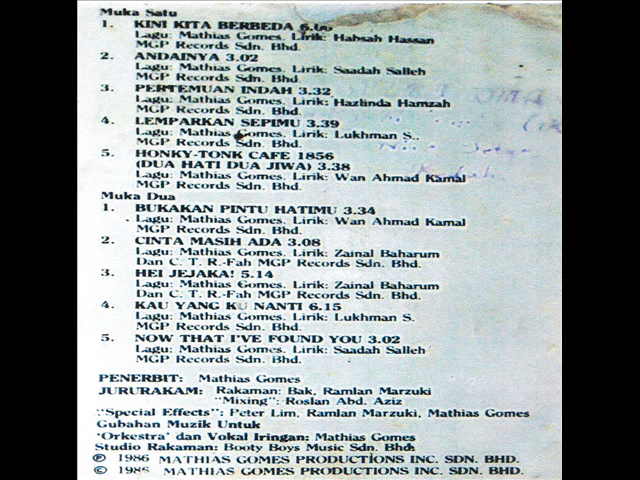 Muka Satu
1. KINI KITA BERBEDA 6.06
Lagu: Mathias Gomes. Lirik: Habsah Hassan
MGP Records Sdn. Bhd.
2. ANDAINYA 3.02
Lagu: Mathias Gomes. Lirik: Saadah Salleh
MGP Records Sdn. Bhd.
3. PERTEMUAN INDAH 3.32
Lagu: Mathias Gomes. Lirik: Hazlinda Hamzah
MGP Records Sdn. Bhd.
4. LEMPARKAN SEPIMU 3.39
Lagu: Mathias Gomes. Lirik: Lukhman S..
MGP Records Sdn. Bhd.
5. HONKY-TONK CAFE 1856
(DUA HATI DUA JIWA) 3.38
Lagu: Mathias Gomes. Lirik: Wan Ahmad Kamal
MGP Records Sdn. Bhd.
Muka Dua
1. BUKAKAN PINTU HATIMU 3.34
Lagu: Mathias Gomes. Lirik: Wan Ahmad Kamal
MGP Records Sdn. Bhd.
2. CINTA MASIH ADA 3.08
Lagu: Mathias Gomes. Lirik: Zainal Baharum
Dan C. T. R.-Fah MGP Records Sdn. Bhd.
3. HEI JEJAKA! 5.14
Lagu: Mathias Gomes. Lirik: Zainal Baharum
Dan C. T. R.-Fah MGP Records Sdn. Bhd.
4. KAU YANG KU NANTI 6.15
Lagu: Mathias Gomes. Lirik: Lukhman S.
MGP Records Sdn. Bhd.
5. NOW THAT I'VE FOUND YOU 3.02
Lagu: Mathias Gomes. Lirik: Saadah Salleh
MGP Records Sdn. Bhd.
PENERBIT: Mathias Gomes
JURURAKAM: Rakaman: Bak, Ramlan Marzuki
"Mixing": Roslan Abd. Aziz
"Special Effects": Peter Lim, Ramlan Marzuki, Mathias Gomes
Gubahan Muzik Untuk
'Orkestra' dan Vokal Iringan: Mathias Gomes
Studio Rakaman: Booty Boys Music Sdn. Bhd.
℗ 1986 MATHIAS GOMES PRODUCTIONS INC. SDN. BHD.
© 1986 MATHIAS GOMES PRODUCTIONS INC. SDN. BHD.